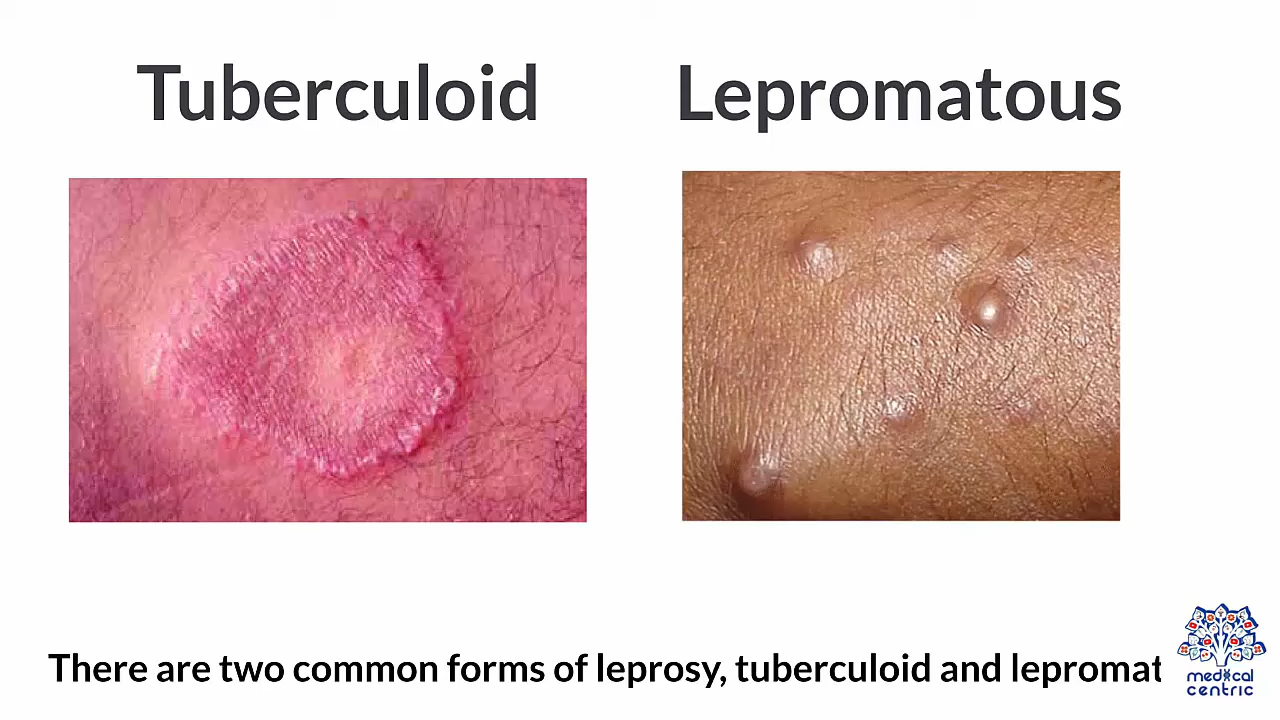 Tuberculoid
Lepromatous
There are two common forms of leprosy, tuberculoid and lepromat
medical
centric